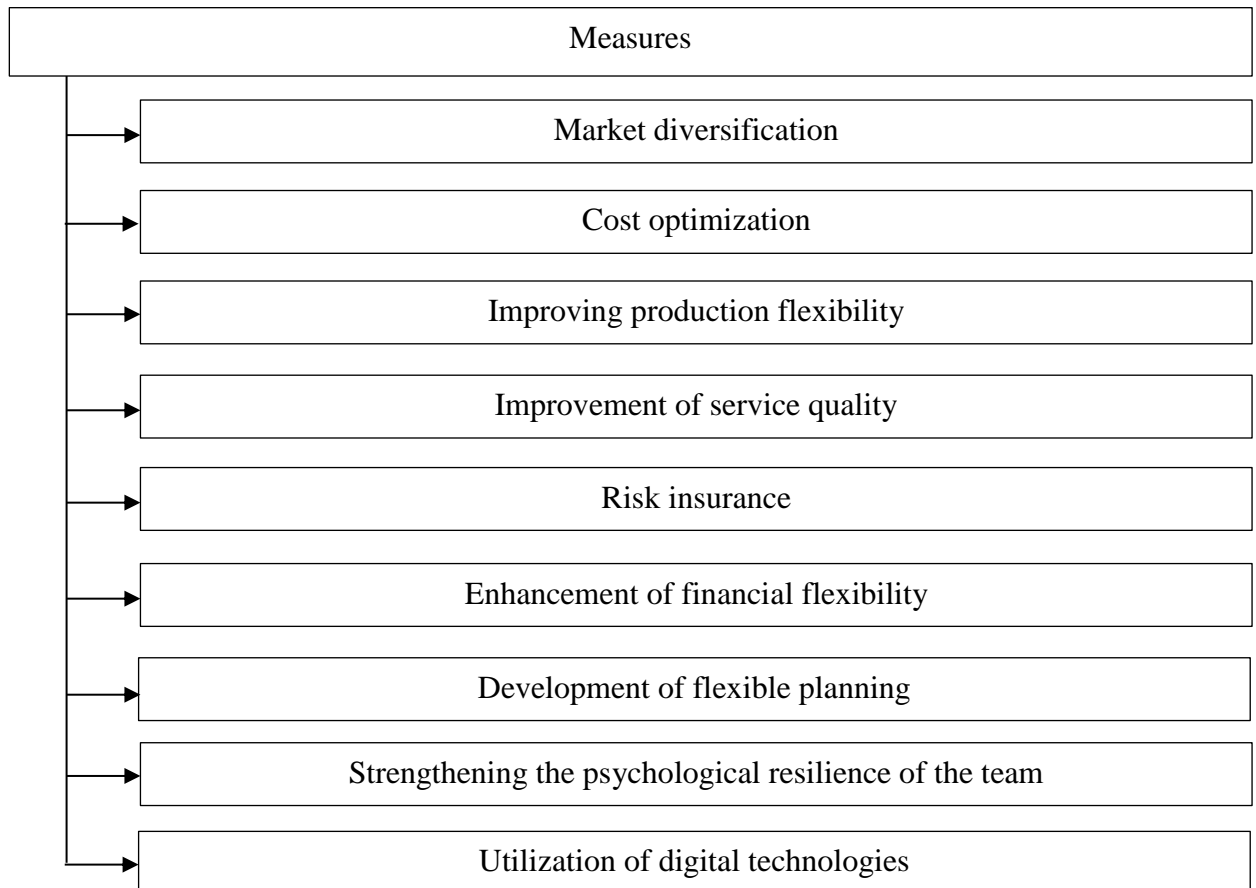 Measures
Market diversification
Cost optimization
Improving production flexibility
Improvement of service quality
Risk insurance
Enhancement of financial flexibility
Development of flexible planning
Strengthening the psychological resilience of the team
Utilization of digital technologies